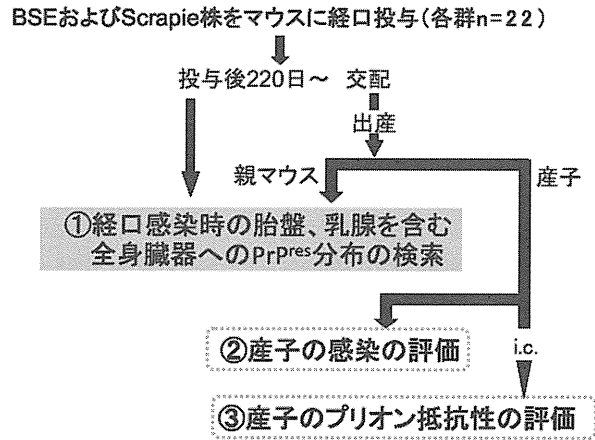 BSEおよびScrapie株をマウスに経口投与（各群n=22）
投与後220日～ 交配
出産
親マウス
産子
①経口感染時の胎盤、乳腺を含む
全身臓器へのPrPres分布の検索
②産子の感染の評価
i.c.
③産子のプリオン抵抗性の評価